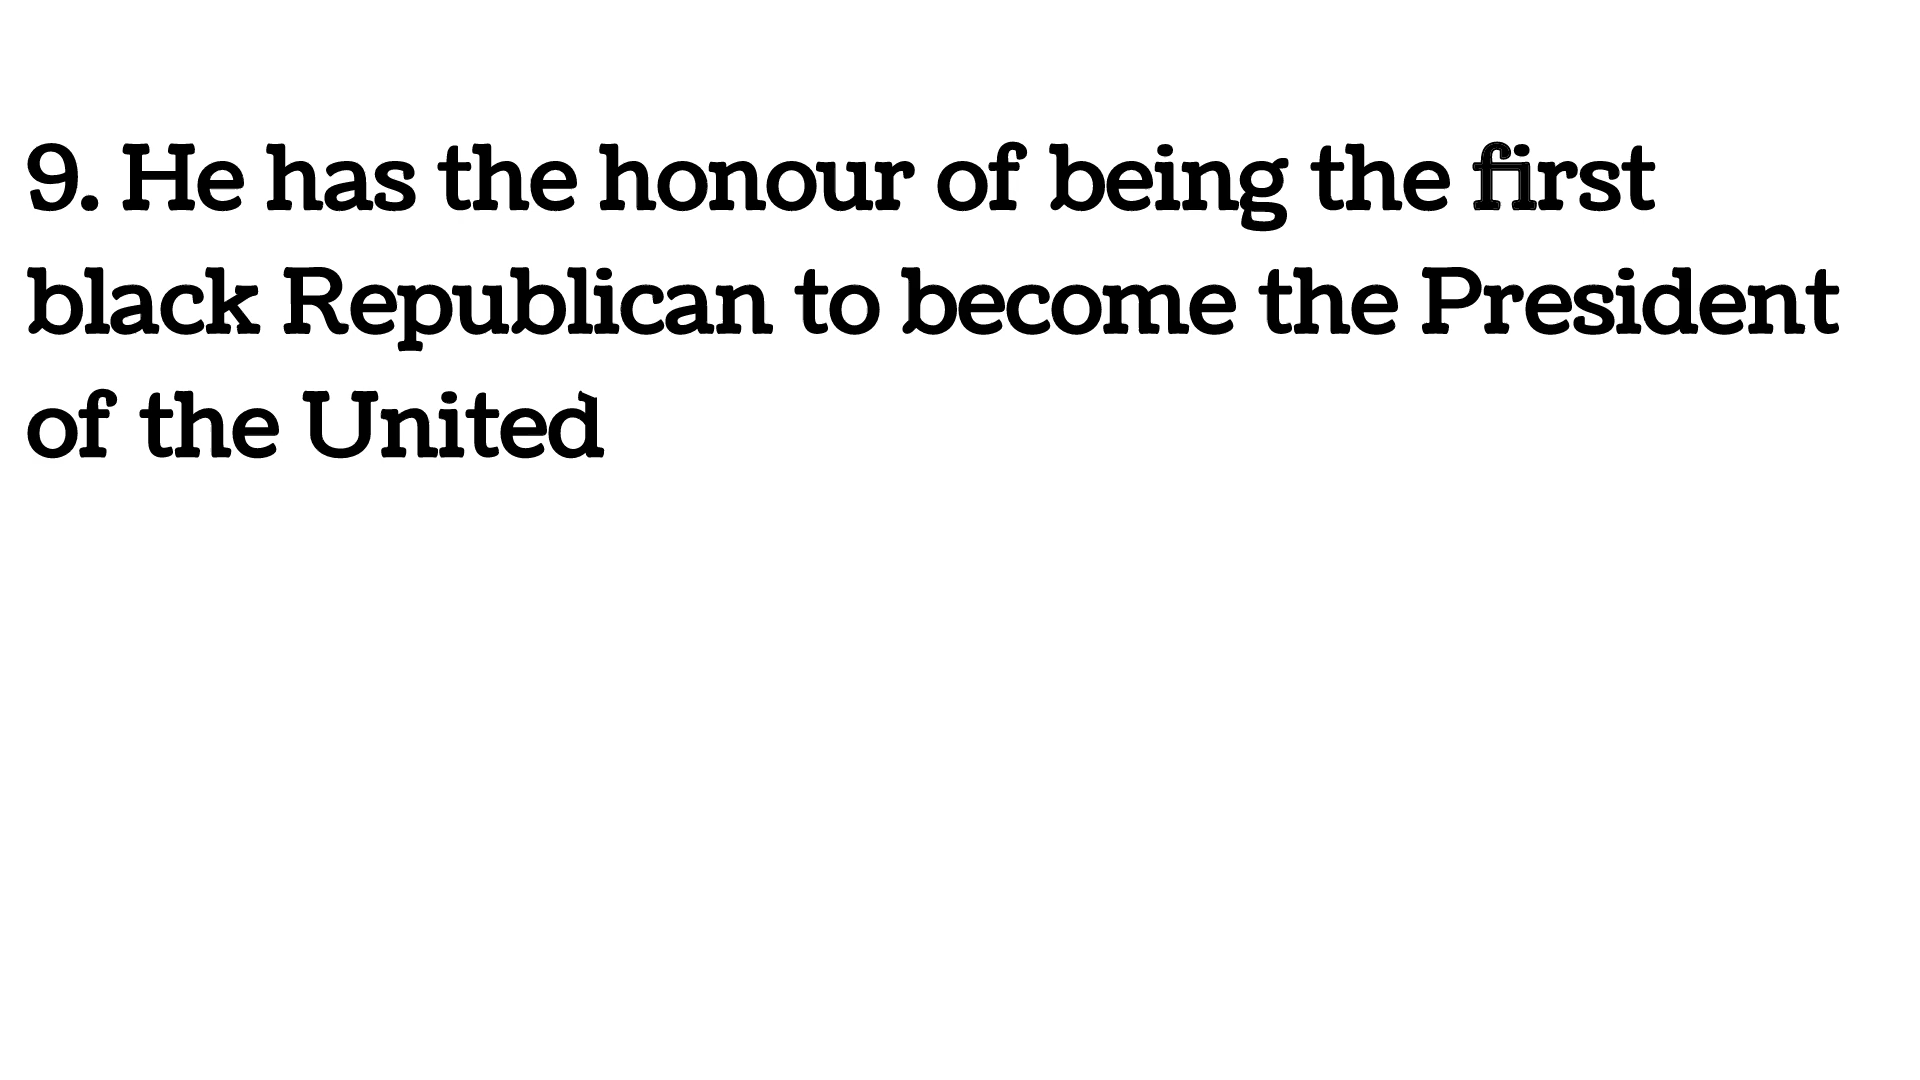 9. He has the honour of being the first
black Republican to become the President
of the United